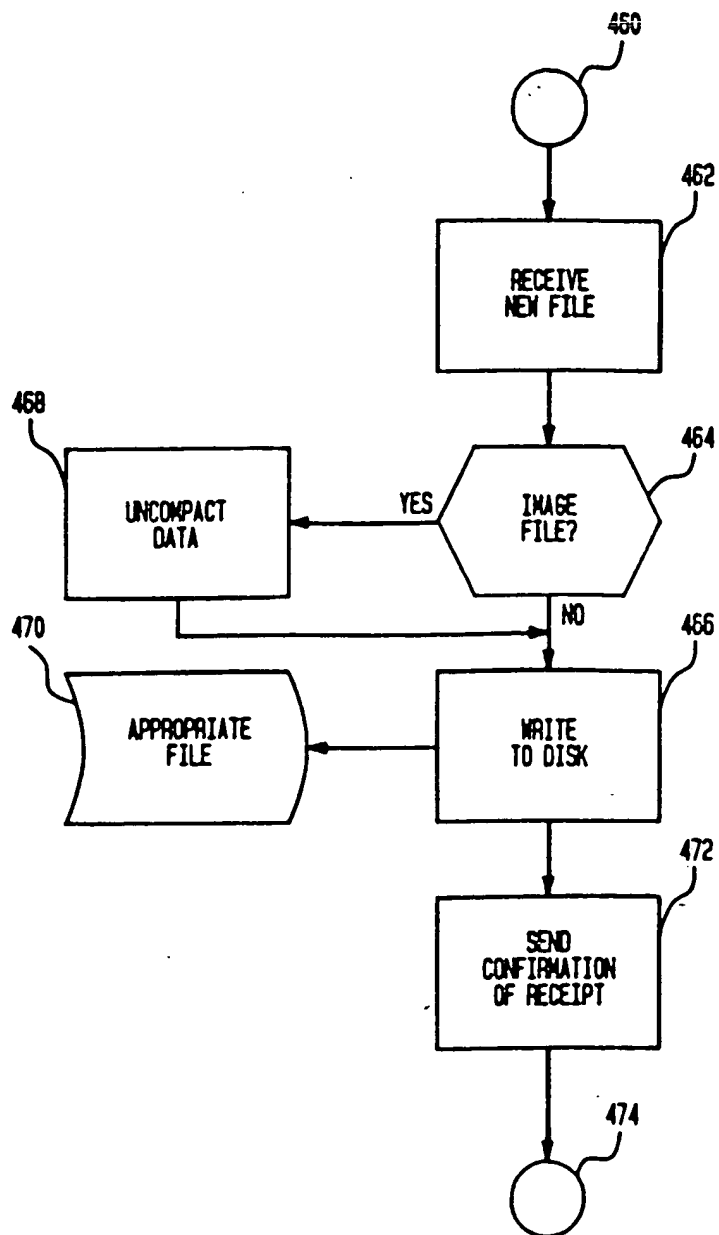 460
462
RECEIVE
NEW FILE
468
464
UNCOMPACT
DATA
YES
IMAGE
FILE?
NO
470
466
APPROPRIATE
FILE
WRITE
TO DISK
472
SEND
CONFIRMATION
OF RECEIPT
474